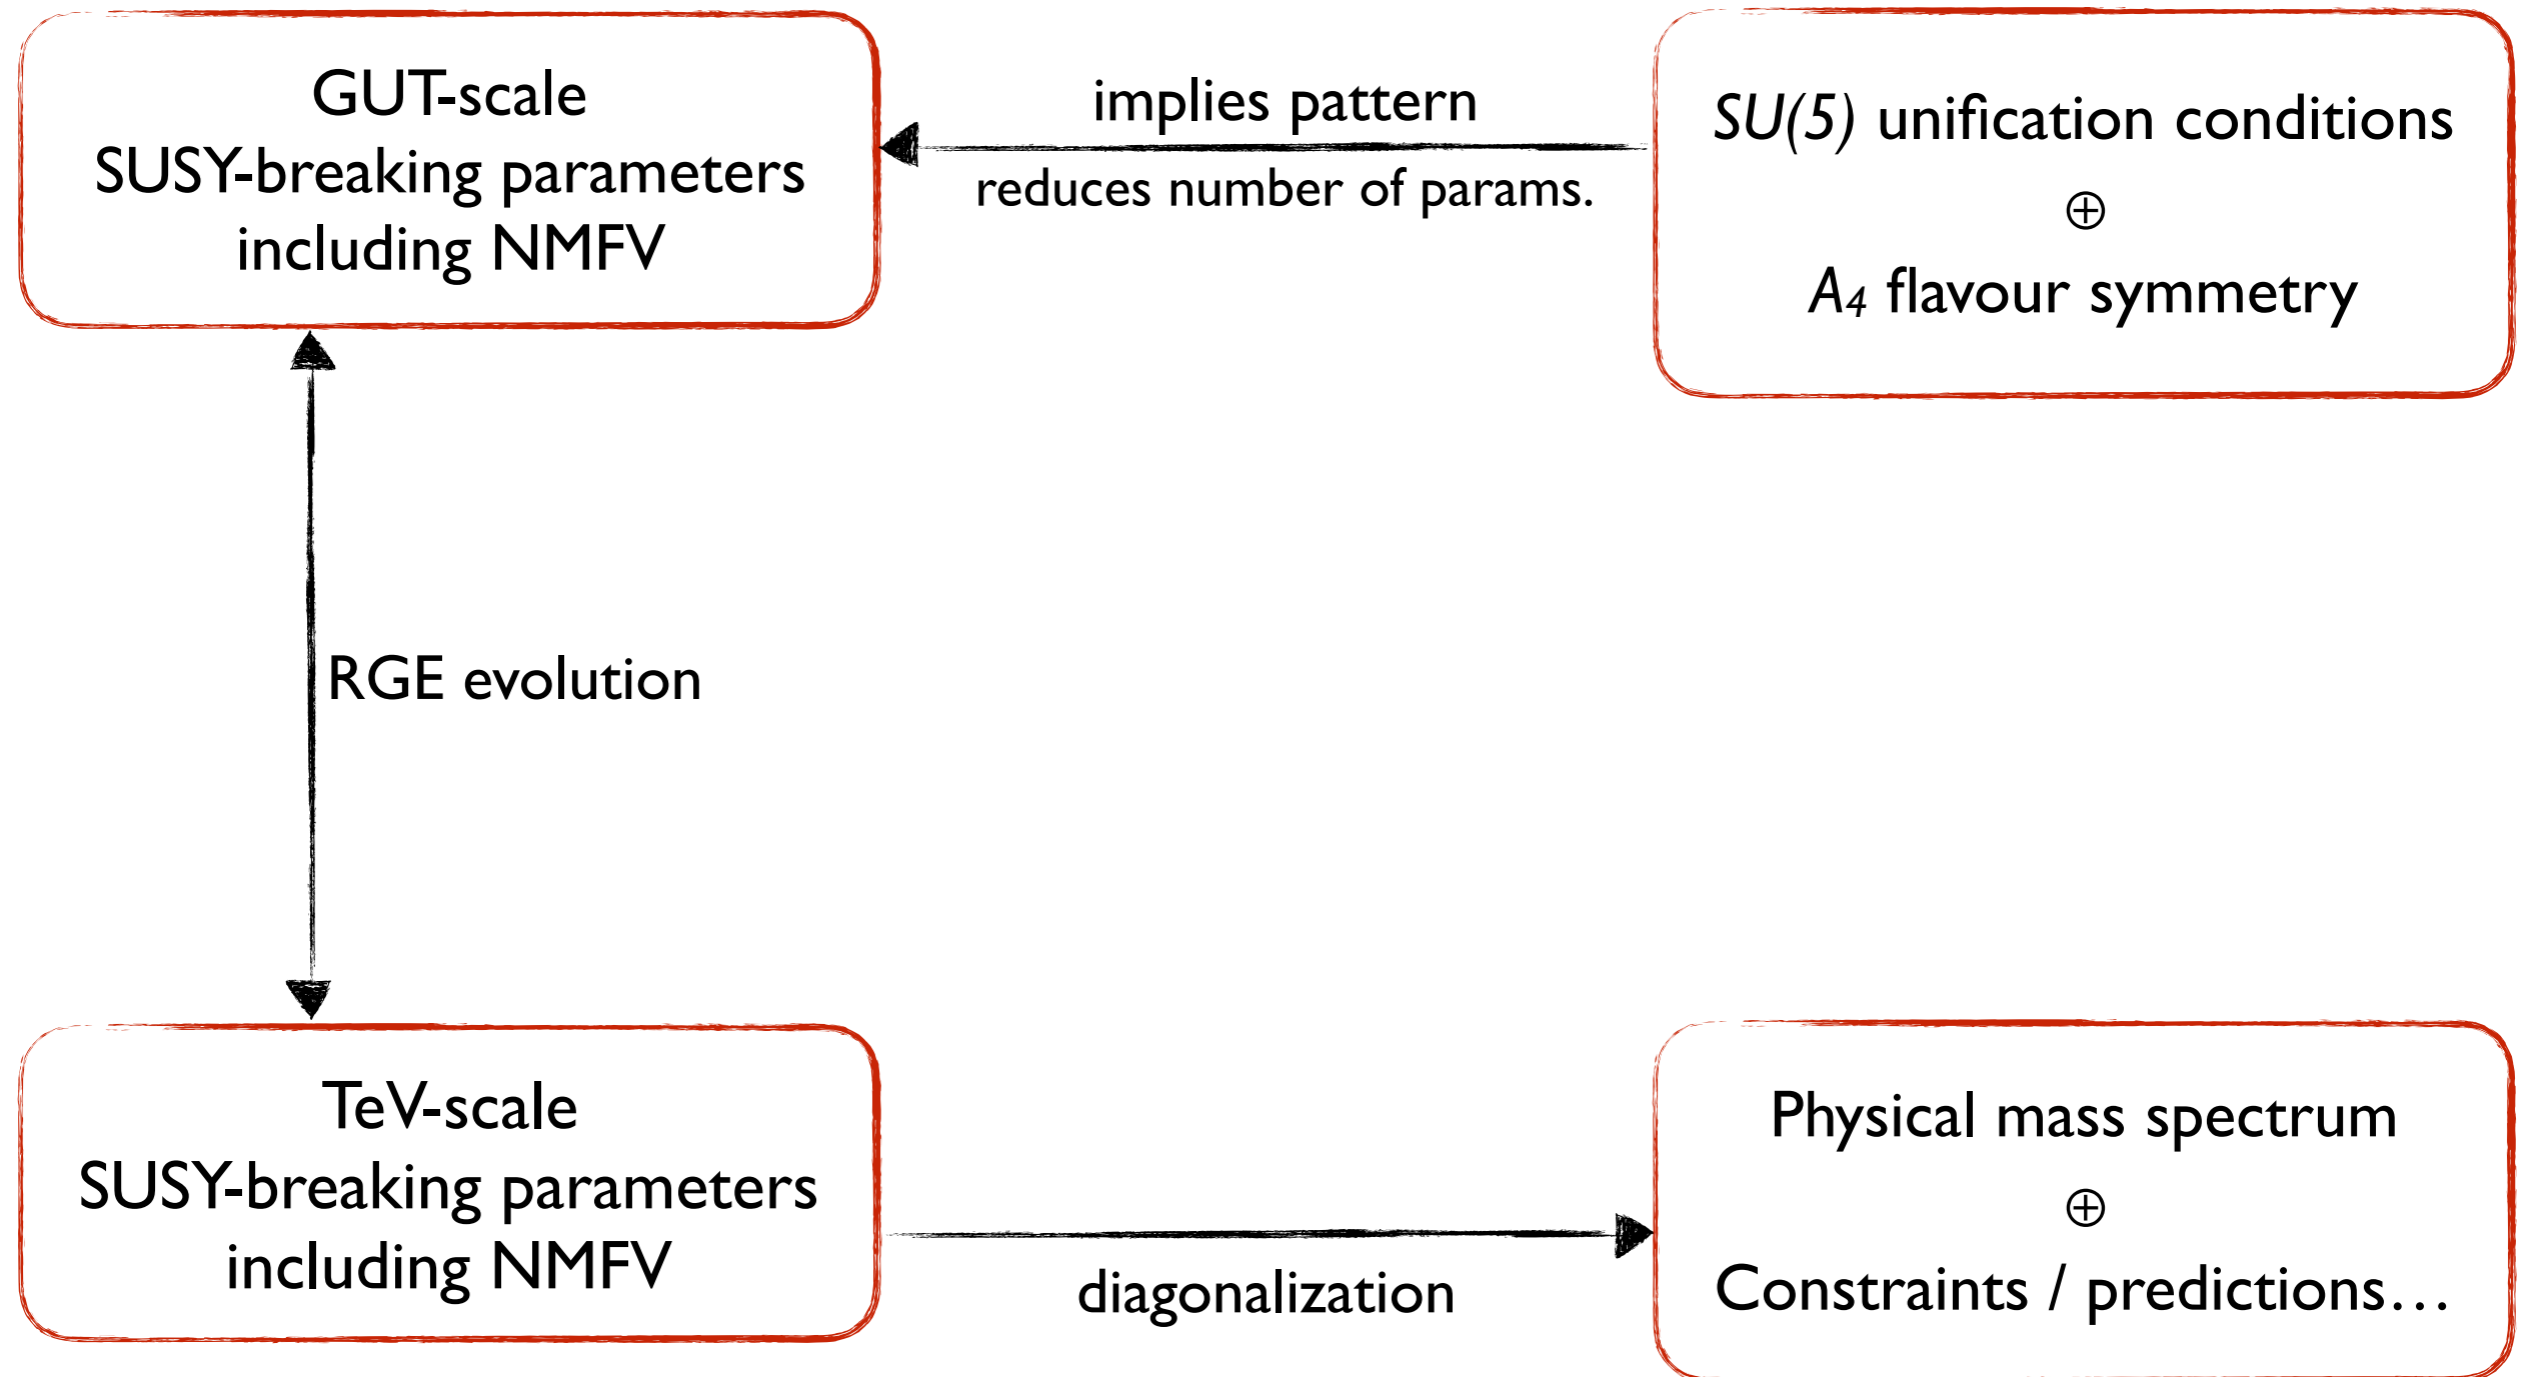 GUT-scale
SUSY-breaking parameters
including NMFV
implies pattern
reduces number of params.
SU(5) unification conditions
⊕
A₄ flavour symmetry
RGE evolution
TeV-scale
SUSY-breaking parameters
including NMFV
diagonalization
Physical mass spectrum
⊕
Constraints / predictions…